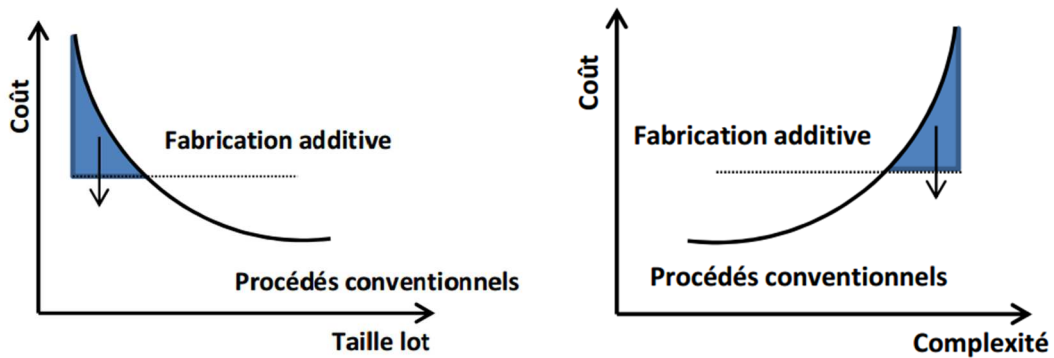 Coût
Fabrication additive
Procédés conventionnels
Taille lot
Coût
Fabrication additive
Procédés conventionnels
Complexité